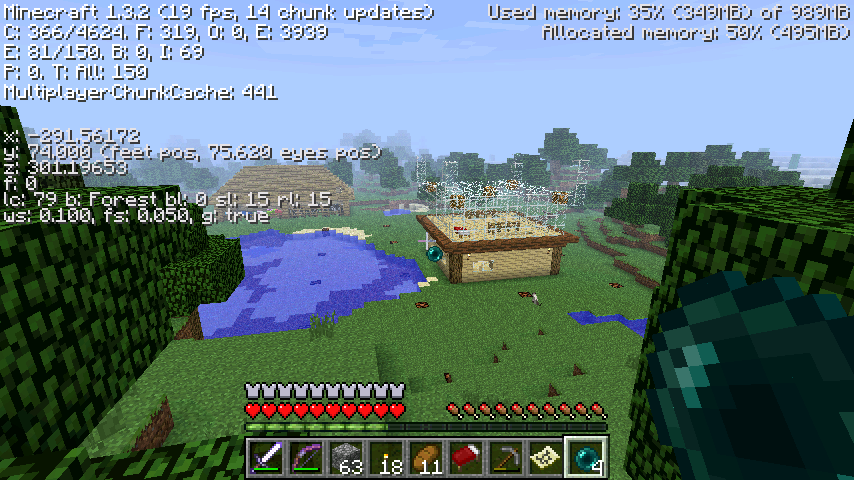 Minecraft 1.3.2 (19 fps, 14 chunk updates)
C: 366/4624, F: 319, O: 0, E: 3939
E: 81/150. B: 0, I: 69
P: 0. T: All: 150
MultiplayerChunkCache: 441
x: -291.56172
y: 74.000 (feet pos, 75.620 eyes pos)
z: 301.19653
f: 0
lc: 79 b: Forest bl: 0 sl: 15 rl: 15
ws: 0.100, fs: 0.050, g: true
Used memory: 35% (349MB) of 989MB
Allocated memory: 50% (495MB)
63
18
11
4